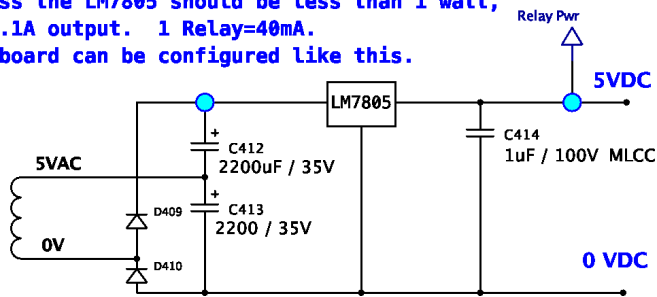 ss the LM7805 should be less than 1 watt,
.1A output. 1 Relay=40mA.
board can be configured like this.
Relay Pwr
5VDC
LM7805
+
C412
2200uF / 35V
C414
1uF / 100V MLCC
5VAC
+
C413
2200 / 35V
D409
0V
D410
0 VDC